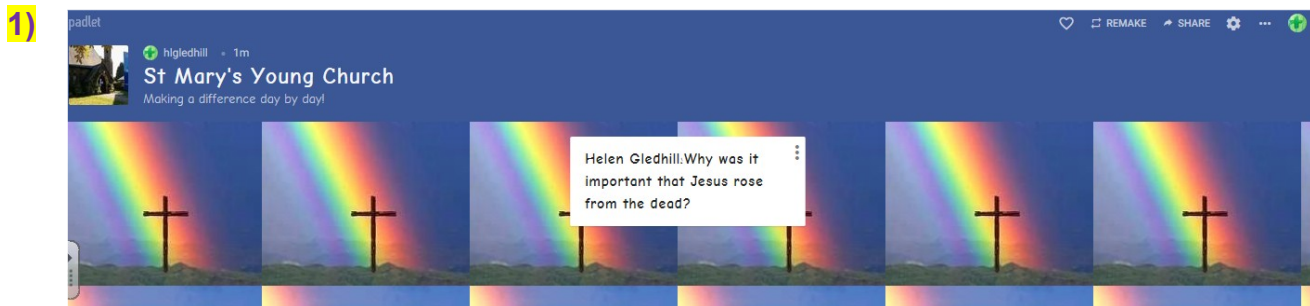 1)
padlet
REMAKE SHARE ...
hlgledhill • 1m
St Mary's Young Church
Making a difference day by day!
Helen Gledhill:Why was it
important that Jesus rose
from the dead?